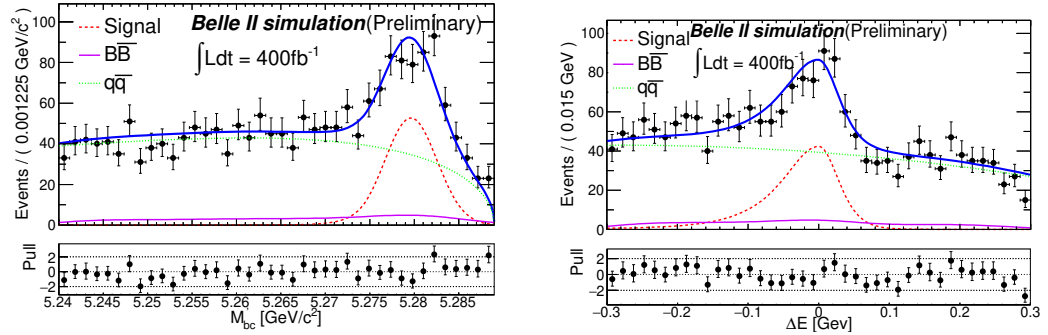 Belle II simulation(Preliminary)
∫Ldt = 400fb⁻¹
Signal
BB̅
qq̅
Events / ( 0.001225 GeV/c² )
100
80
60
40
20
0
Pull
2
0
−2
5.24 5.245 5.25 5.255 5.26 5.265 5.27 5.275 5.28 5.285
M_bc [GeV/c²]
Belle II simulation(Preliminary)
∫Ldt = 400fb⁻¹
Signal
BB̅
qq̅
Events / ( 0.015 GeV )
100
80
60
40
20
0
Pull
2
0
−2
−0.3 −0.2 −0.1 0 0.1 0.2 0.3
ΔE [Gev]